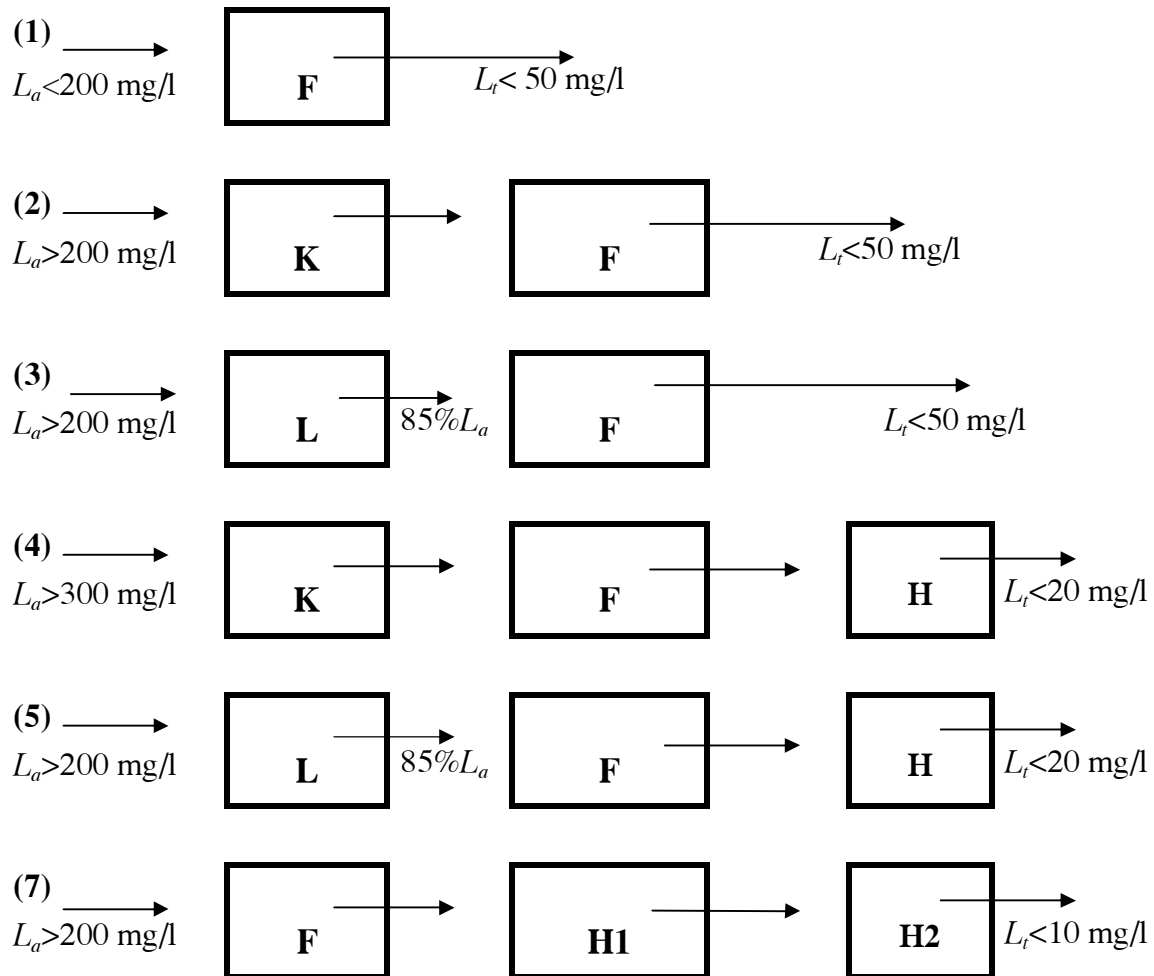 (1)
Lₐ<200 mg/l F Lₜ< 50 mg/l
(2)
Lₐ>200 mg/l K F Lₜ<50 mg/l
(3)
Lₐ>200 mg/l L 85%Lₐ F Lₜ<50 mg/l
(4)
Lₐ>300 mg/l K F H Lₜ<20 mg/l
(5)
Lₐ>200 mg/l L 85%Lₐ F H Lₜ<20 mg/l
(7)
Lₐ>200 mg/l F H1 H2 Lₜ<10 mg/l